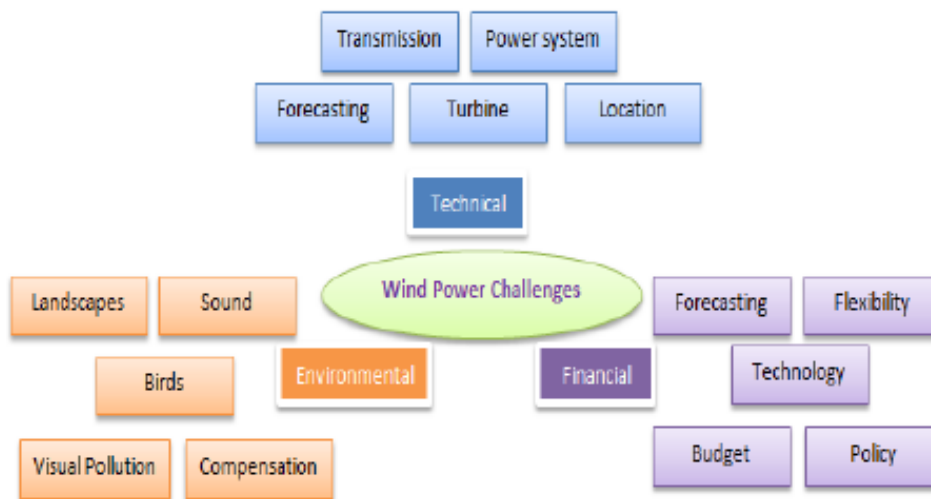 Transmission
Power system
Forecasting
Turbine
Location
Technical
Wind Power Challenges
Landscapes
Sound
Birds
Environmental
Visual Pollution
Compensation
Forecasting
Flexibility
Technology
Financial
Budget
Policy